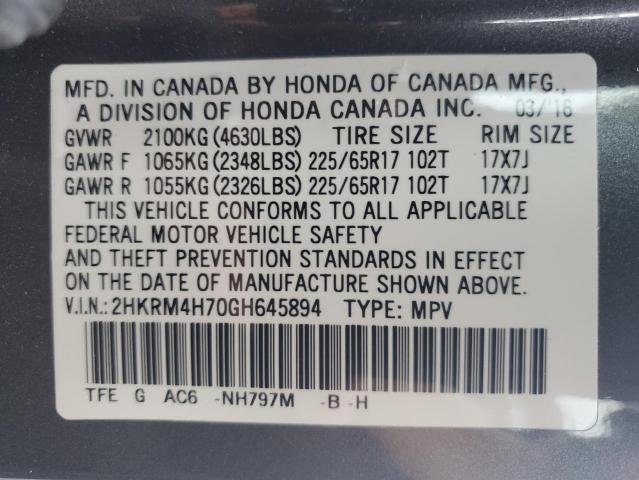 MFD. IN CANADA BY HONDA OF CANADA MFG.,
A DIVISION OF HONDA CANADA INC. 03/'16
GVWR 2100KG(4630LBS) TIRE SIZE RIM SIZE
GAWR F 1065KG(2348LBS) 225/65R17 102T 17X7J
GAWR R 1055KG(2326LBS) 225/65R17 102T 17X7J
THIS VEHICLE CONFORMS TO ALL APPLICABLE
FEDERAL MOTOR VEHICLE SAFETY
AND THEFT PREVENTION STANDARDS IN EFFECT
ON THE DATE OF MANUFACTURE SHOWN ABOVE.
V.I.N.:2HKRM4H70GH645894 TYPE: MPV
TFE G AC6 -NH797M -B -H